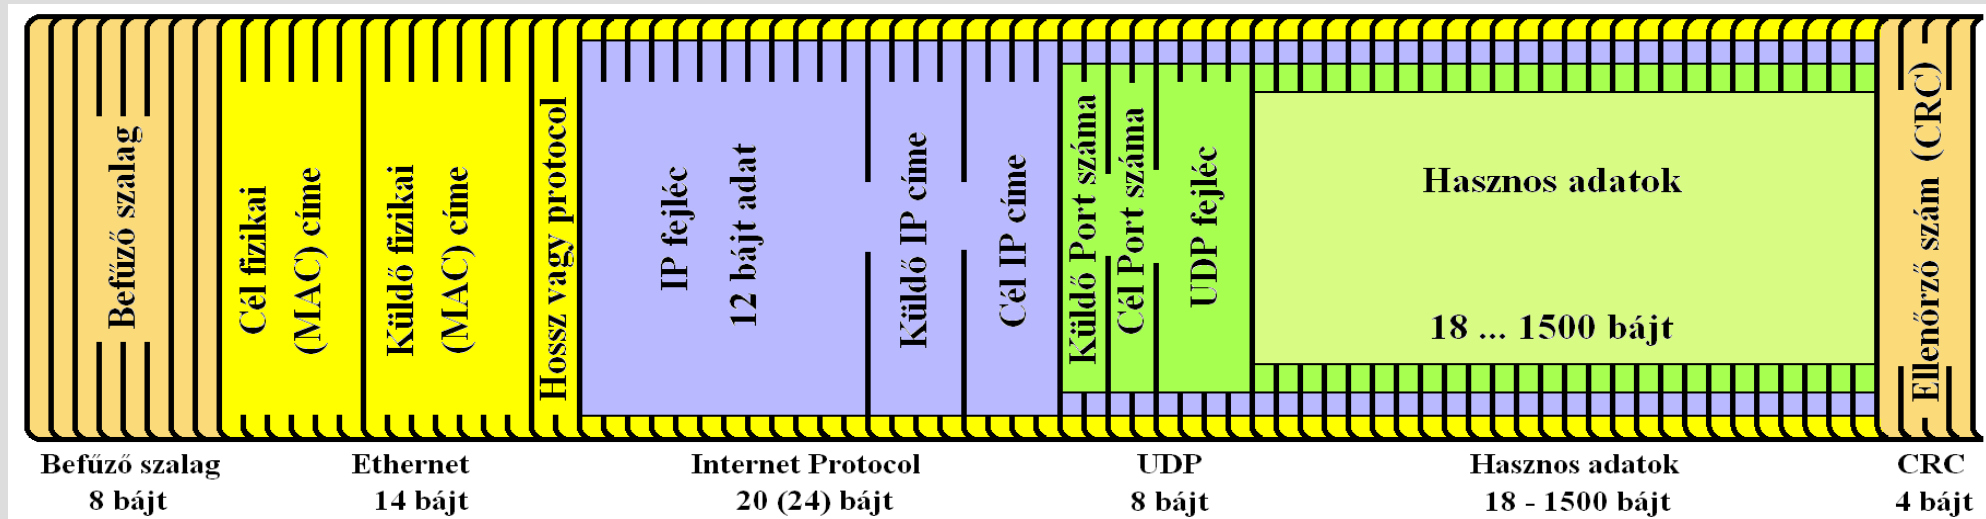 Befűző szalag
Cél fizikai
(MAC) címe
Küldő fizikai
(MAC) címe
Hossz vagy protocol
IP fejléc
12 bájt adat
Küldő IP címe
Cél IP címe
Küldő Port száma
Cél Port száma
UDP fejléc
Hasznos adatok
18 ... 1500 bájt
Ellenőrző szám (CRC)
Befűző szalag
8 bájt
Ethernet
14 bájt
Internet Protocol
20 (24) bájt
UDP
8 bájt
Hasznos adatok
18 - 1500 bájt
CRC
4 bájt